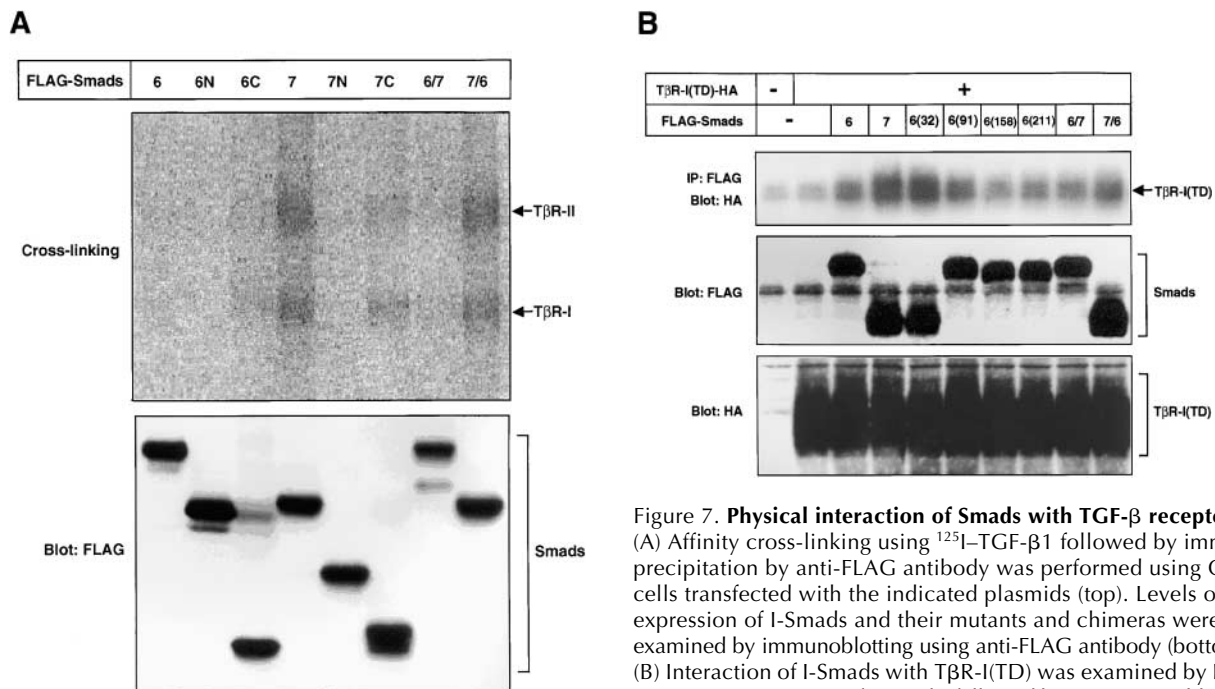 A
FLAG-Smads 6 6N 6C 7 7N 7C 6/7 7/6
TβR-II
Cross-linking
TβR-I
Blot: FLAG
Smads
B
TβR-I(TD)-HA - +
FLAG-Smads - 6 7 6(32) 6(91) 6(158) 6(211) 6/7 7/6
IP: FLAG
Blot: HA
TβR-I(TD)
Blot: FLAG
Smads
Blot: HA
TβR-I(TD)
Figure 7. Physical interaction of Smads with TGF-β recepto
(A) Affinity cross-linking using ¹²⁵I–TGF-β1 followed by imm
precipitation by anti-FLAG antibody was performed using C
cells transfected with the indicated plasmids (top). Levels o
expression of I-Smads and their mutants and chimeras were
examined by immunoblotting using anti-FLAG antibody (botto
(B) Interaction of I-Smads with TβR-I(TD) was examined by I